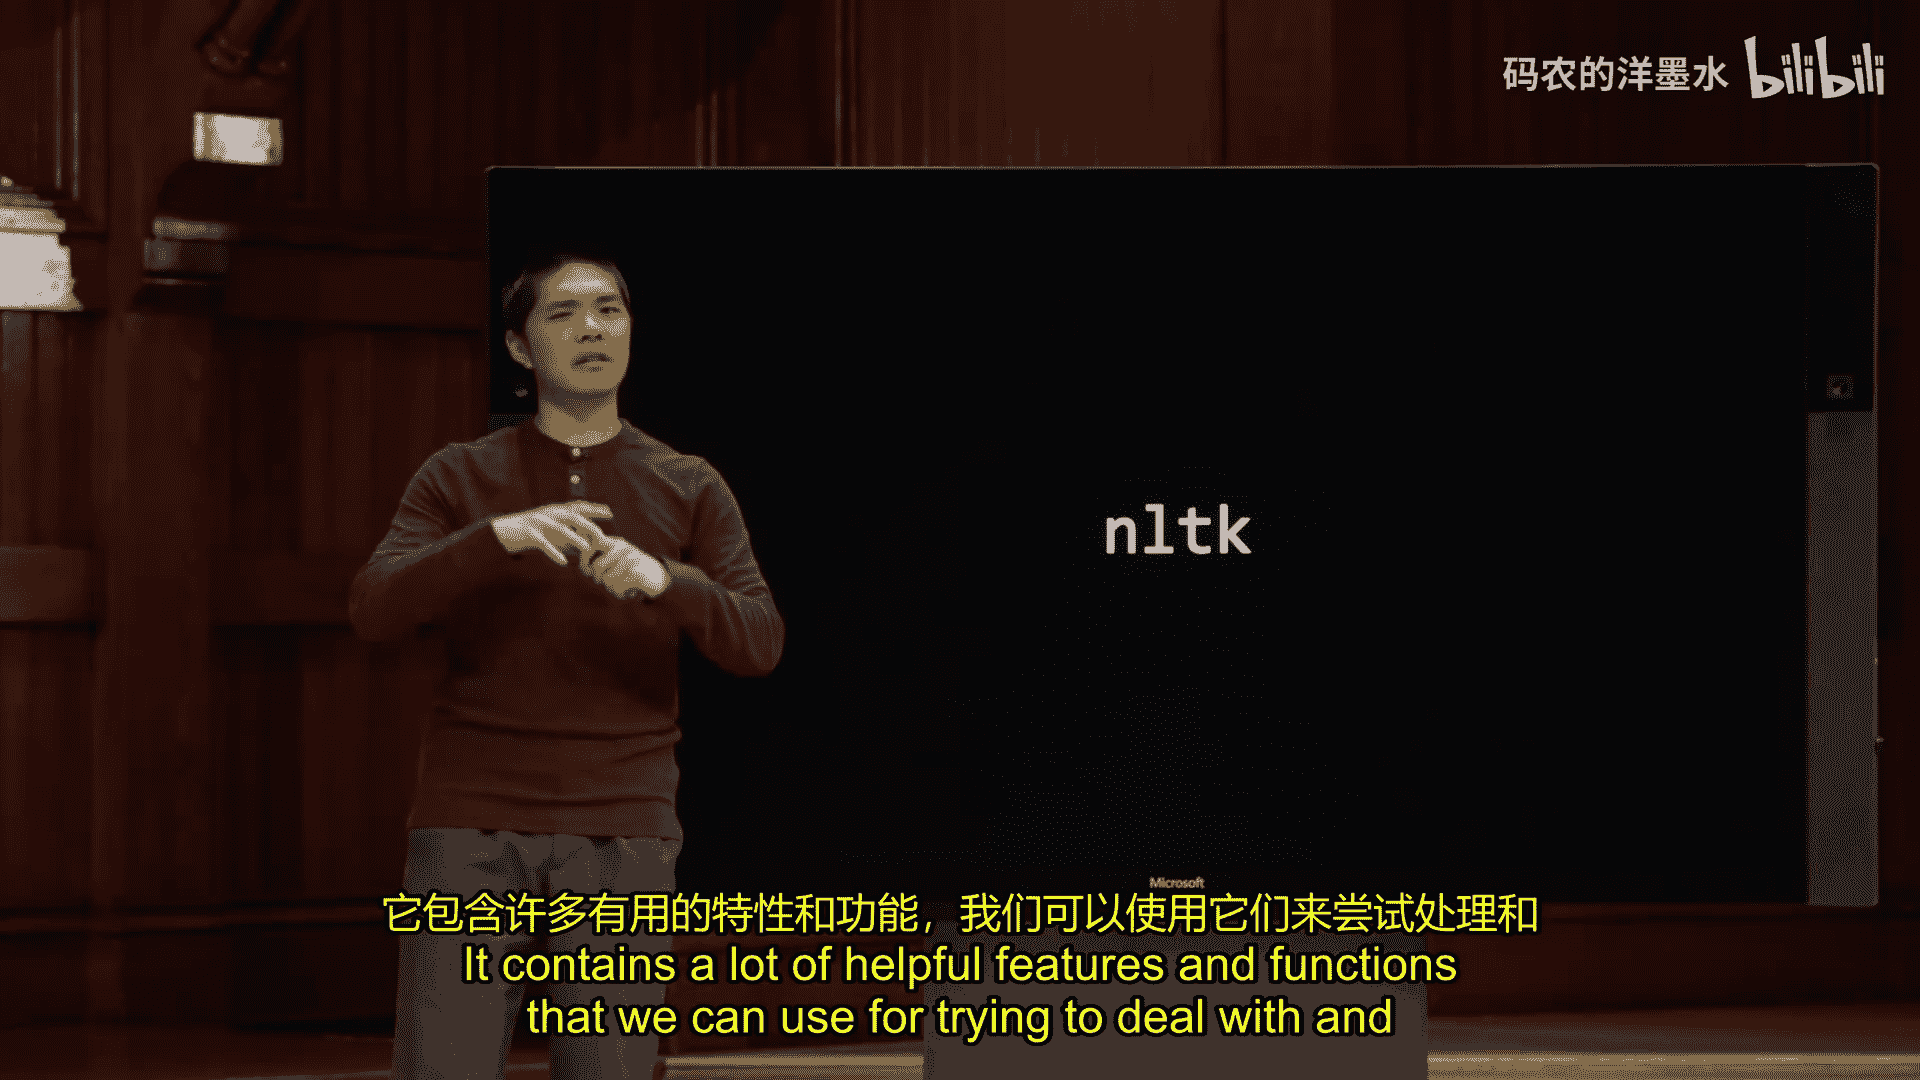 码农的洋墨水 bilibili
nltk
Microsoft
它包含许多有用的特性和功能，我们可以使用它们来尝试处理和
It contains a lot of helpful features and functions
that we can use for trying to deal with and